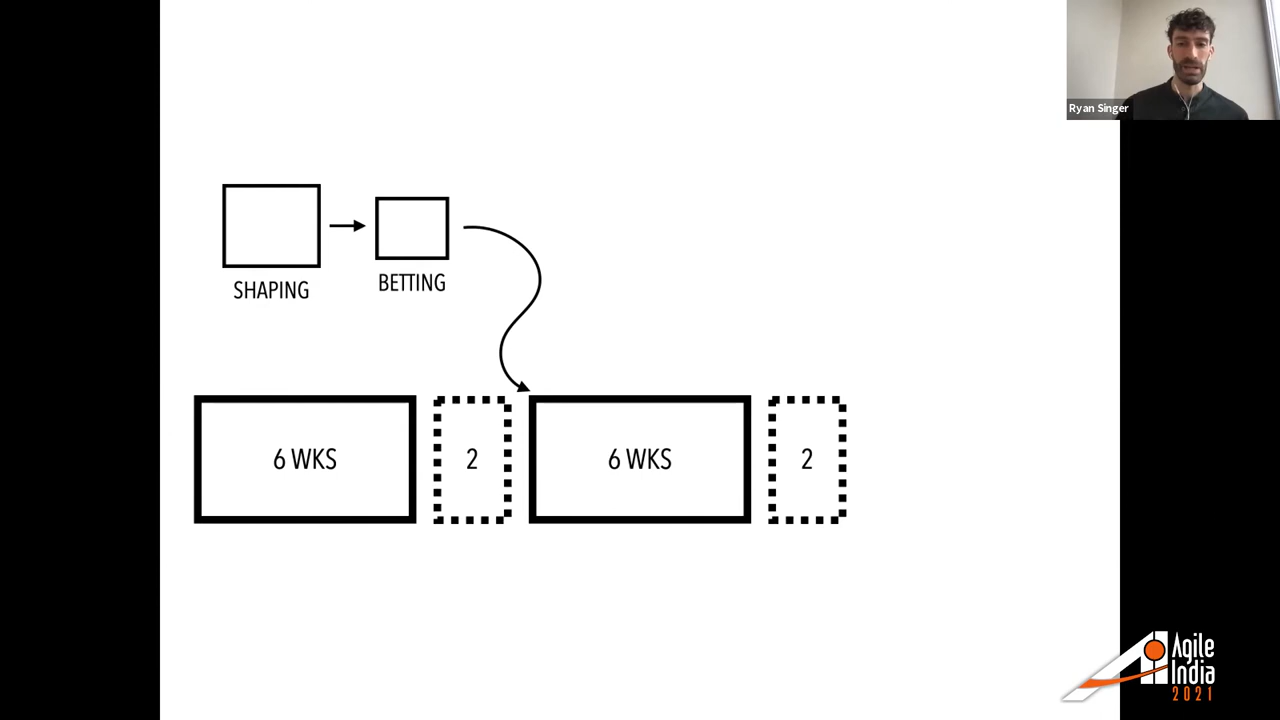 Ryan Singer
SHAPING
BETTING
6 WKS
2
6 WKS
2
Agile
India
2021